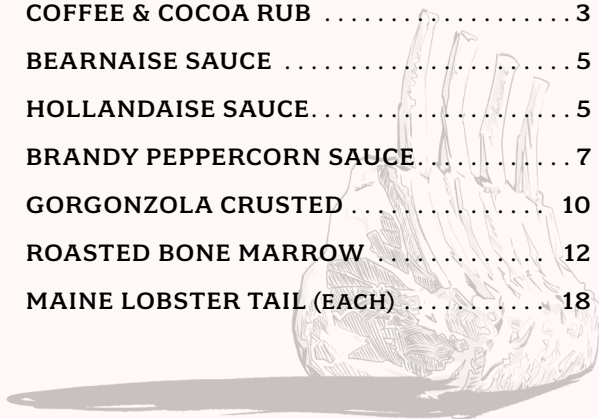 COFFEE & COCOA RUB . . . . . . . . . . . . . . . . . . . . . . 3
BEARNAISE SAUCE . . . . . . . . . . . . . . . . . . . . . . . . . 5
HOLLANDAISE SAUCE. . . . . . . . . . . . . . . . . . . . . . . 5
BRANDY PEPPERCORN SAUCE. . . . . . . . . . . . . . 7
GORGONZOLA CRUSTED . . . . . . . . . . . . . . . . 10
ROASTED BONE MARROW . . . . . . . . . . . . . . 12
MAINE LOBSTER TAIL (EACH) . . . . . . . . . . . . 18